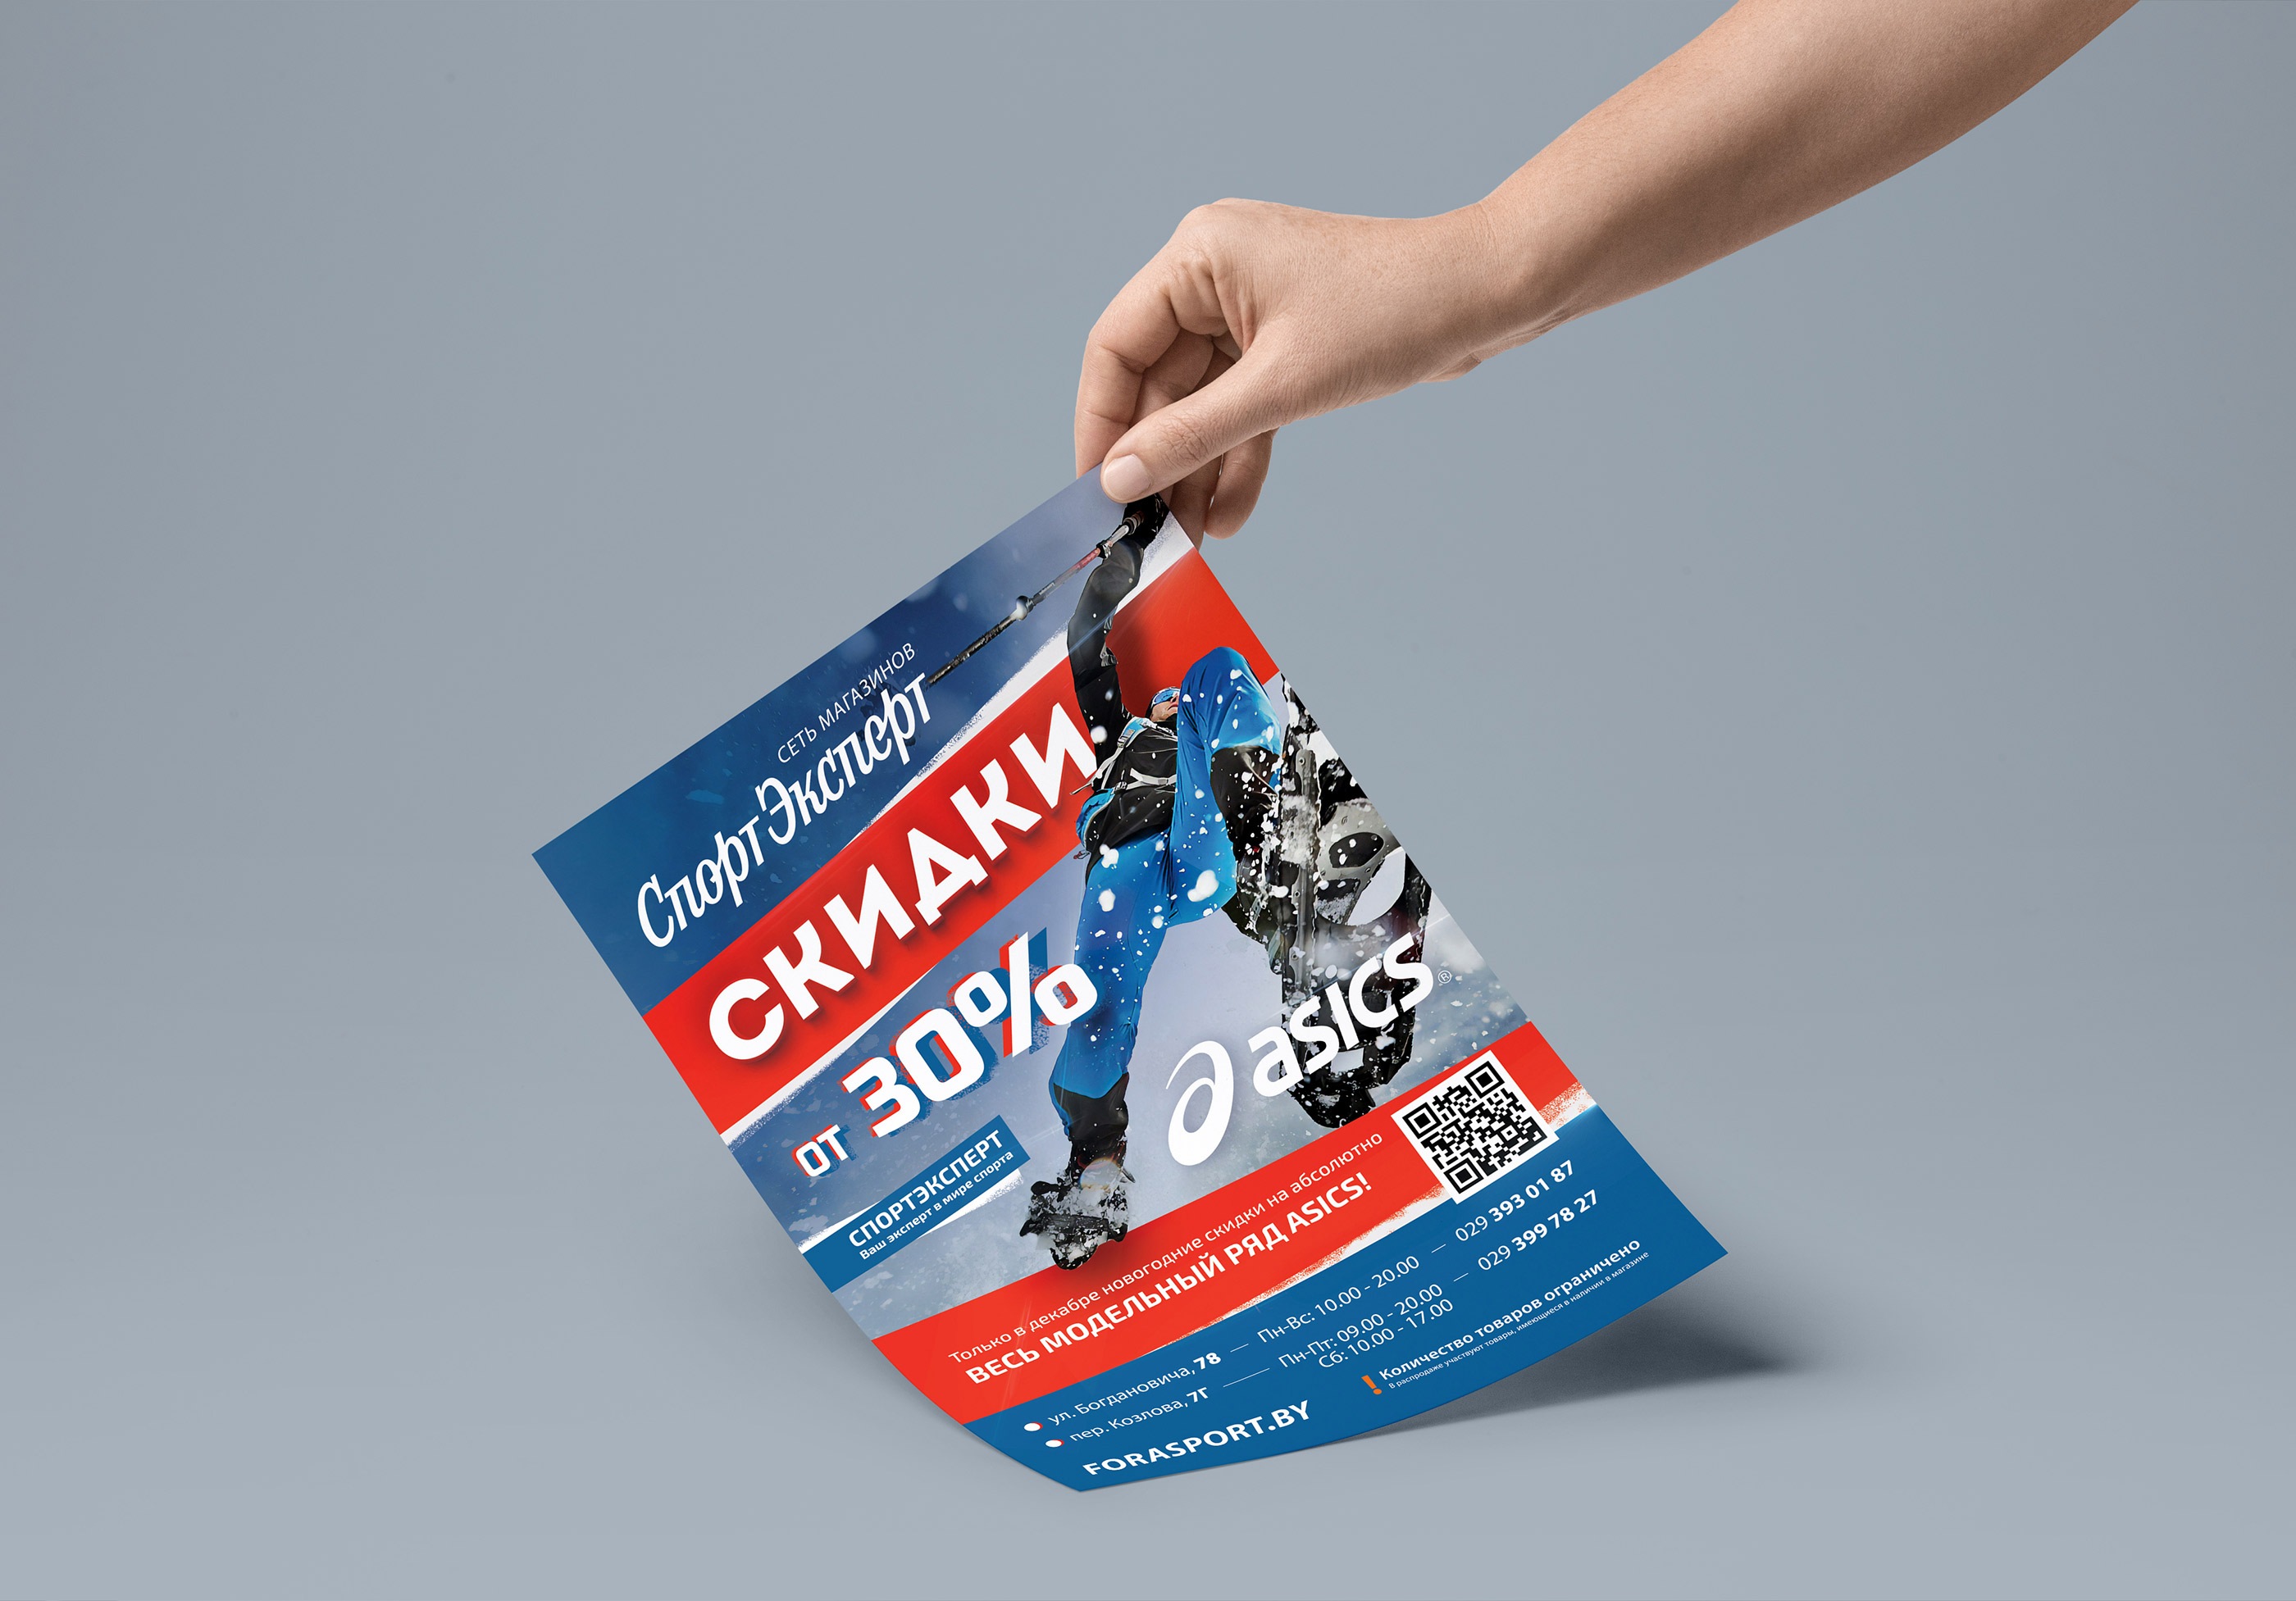 СЕТЬ МАГАЗИНОВ
СпортЭксперт
СКИДКИ
от 30%
asics®
СПОРТЭКСПЕРТ
Ваш эксперт в мире спорта
Только в декабре новогодние скидки на абсолютно
ВЕСЬ МОДЕЛЬНЫЙ РЯД ASICS!
ул. Богдановича, 78 — Пн-Вс: 10.00 - 20.00 — 029 393 01 87
пер. Козлова, 7Г — Пн-Пт: 09.00 - 20.00 — 029 399 78 27
Сб: 10.00 - 17.00
FORASPORT.BY
! Количество товаров ограничено
В распродаже участвуют товары, имеющиеся в наличии в магазине